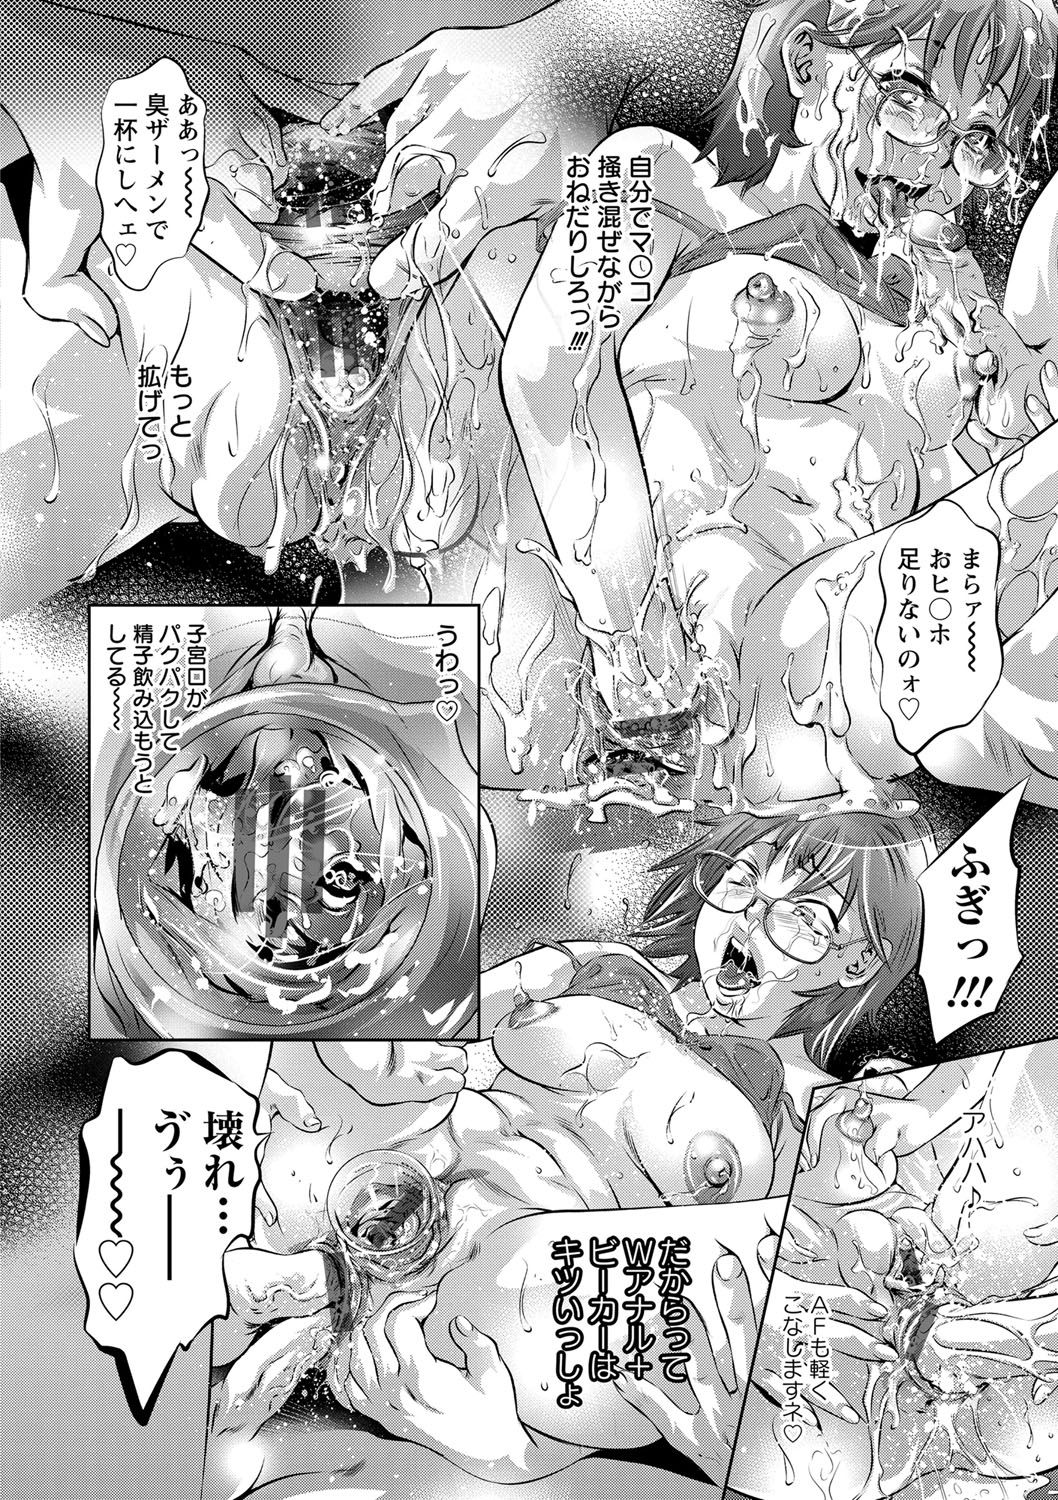 自分でマ○コ
掻き混ぜながら
おねだりしろっ!!!
まらァ〜〜
おヒ○ホ
足りないのォ♡
ああっ〜〜
臭ザーメンで
一杯にしへェ♡
もっと
拡げてっ
うわっ♡
子宮口が
パクパクして
精子飲み込もうと
してる〜〜
ふぎっ!!!
アハハ♪
AFも軽く
こなしますネ♡
だからって
Wアナル+
ビーカーは
キツいっしょ
壊れ…
ゔぅ──
──〜〜♡♡